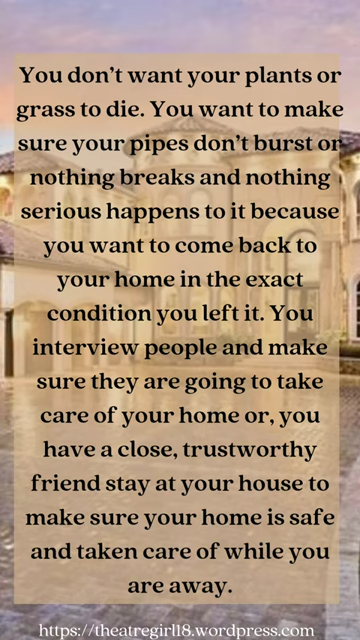 You don't want your plants or
grass to die. You want to make
sure your pipes don't burst or
nothing breaks and nothing
serious happens to it because
you want to come back to
your home in the exact
condition you left it. You
interview people and make
sure they are going to take
care of your home or, you
have a close, trustworthy
friend stay at your house to
make sure your home is safe
and taken care of while you
are away.
https://theatregirl18.wordpress.com